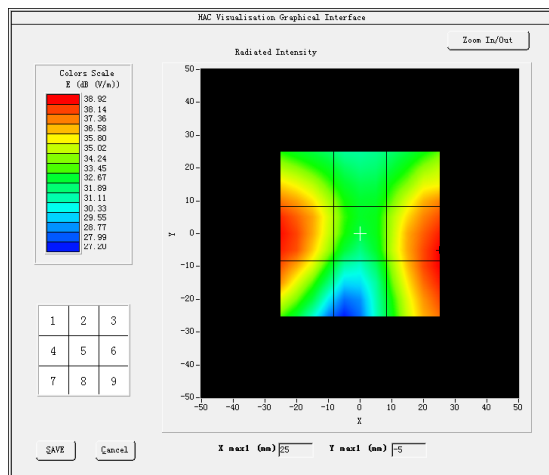 HAC Visualisation Graphical Interface
Zoom In/Out
Radiated Intensity
Colors Scale
E (dB (V/m))
38.92
38.14
37.36
36.58
35.80
35.02
34.24
33.45
32.67
31.89
31.11
30.33
29.55
28.77
27.99
27.20
50
40
30
20
10
0
-10
-20
-30
-40
-50
Y
-50 -40 -30 -20 -10 0 10 20 30 40 50
X
1 2 3
4 5 6
7 8 9
X max1 (mm) 25 Y max1 (mm) -5
SAVE Cancel